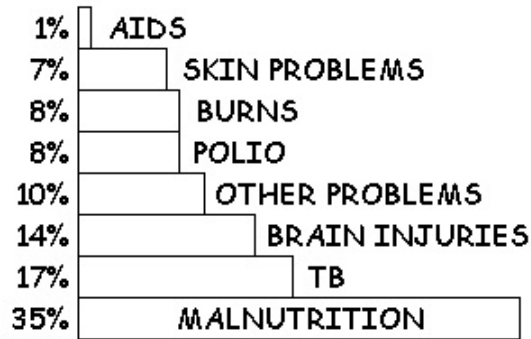 1% AIDS
7% SKIN PROBLEMS
8% BURNS
8% POLIO
10% OTHER PROBLEMS
14% BRAIN INJURIES
17% TB
35% MALNUTRITION